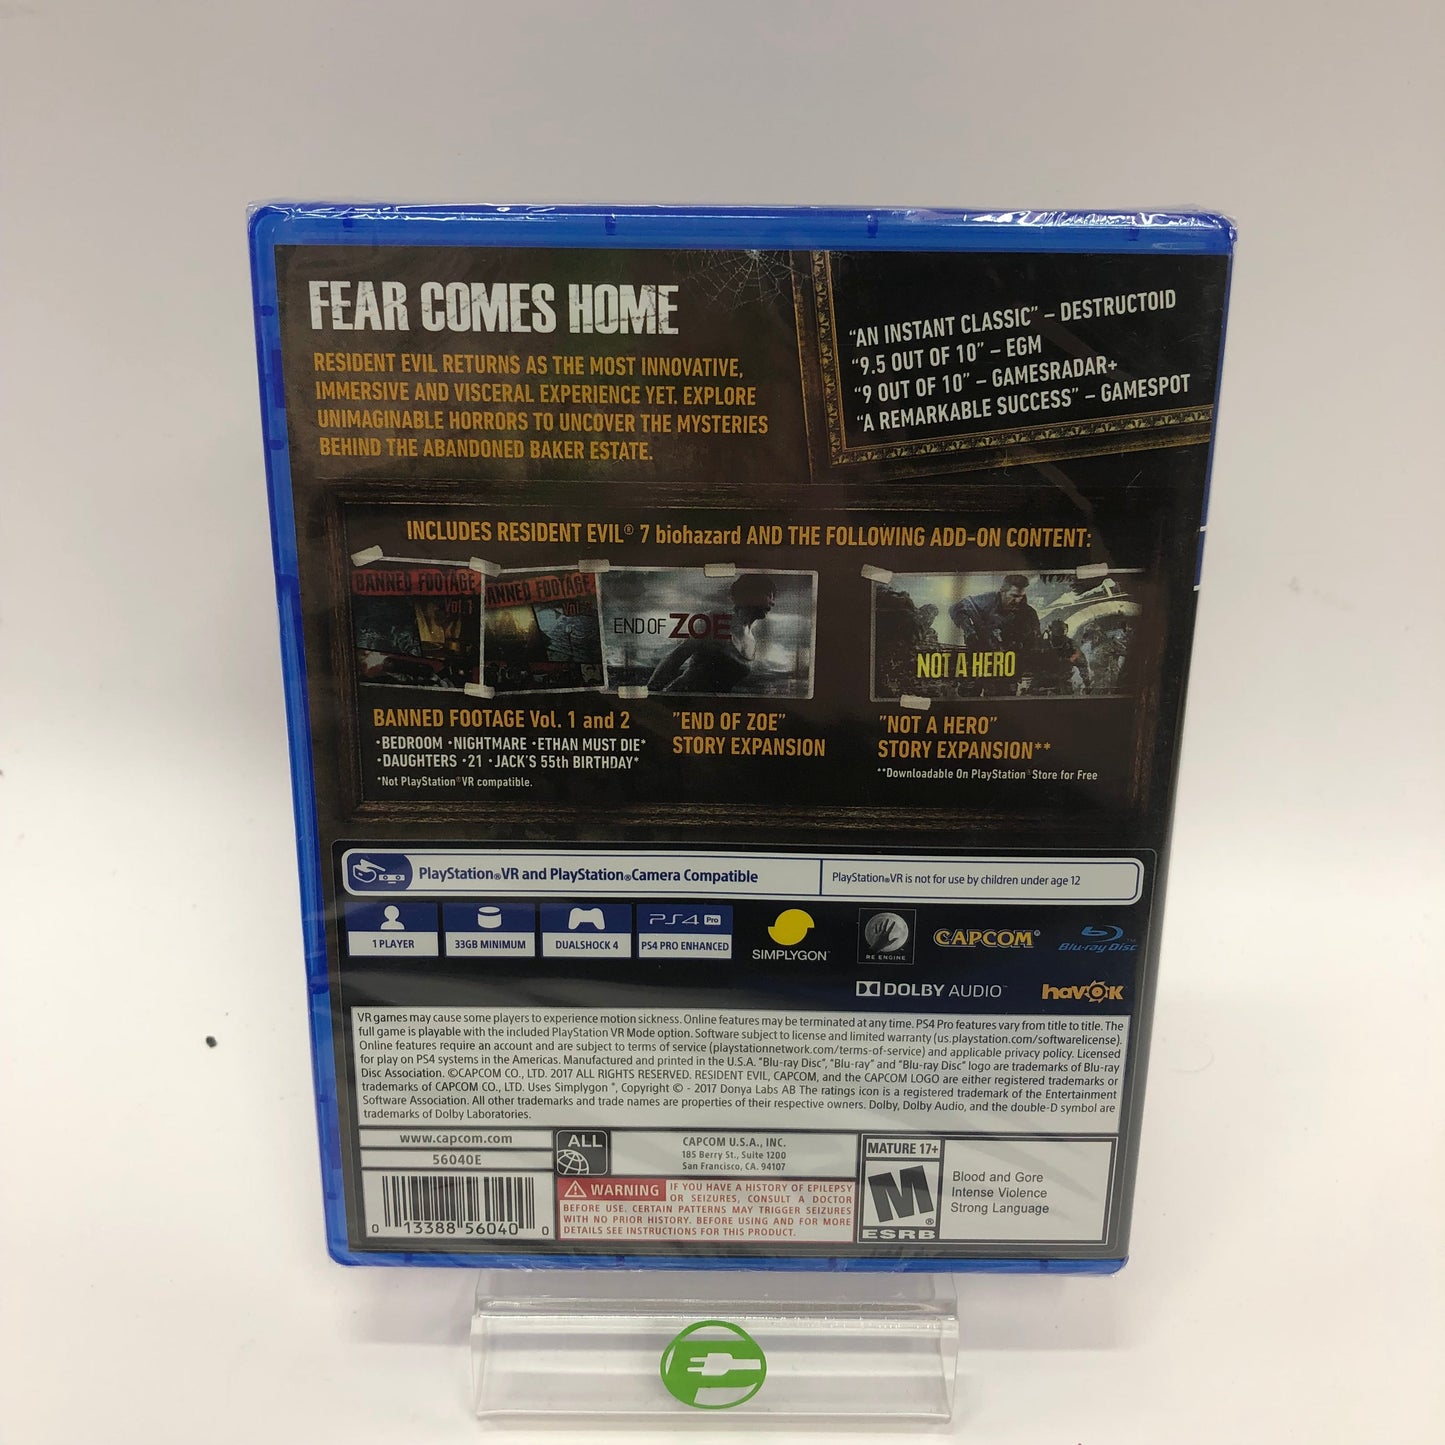 FEAR COMES HOME
RESIDENT EVIL RETURNS AS THE MOST INNOVATIVE,
IMMERSIVE AND VISCERAL EXPERIENCE YET. EXPLORE
UNIMAGINABLE HORRORS TO UNCOVER THE MYSTERIES
BEHIND THE ABANDONED BAKER ESTATE.
"AN INSTANT CLASSIC" – DESTRUCTOID
"9.5 OUT OF 10" – EGM
"9 OUT OF 10" – GAMESRADAR+
"A REMARKABLE SUCCESS" – GAMESPOT
INCLUDES RESIDENT EVIL® 7 biohazard AND THE FOLLOWING ADD-ON CONTENT:
BANNED FOOTAGE
Vol. 1
BANNED FOOTAGE
Vol.
END OF ZOE
NOT A HERO
BANNED FOOTAGE Vol. 1 and 2
•BEDROOM •NIGHTMARE •ETHAN MUST DIE*
•DAUGHTERS •21 •JACK'S 55th BIRTHDAY*
*Not PlayStation®VR compatible.
"END OF ZOE"
STORY EXPANSION
"NOT A HERO"
STORY EXPANSION**
**Downloadable On PlayStation®Store for Free
PlayStation®VR and PlayStation®Camera Compatible
PlayStation®VR is not for use by children under age 12
1 PLAYER
33GB MINIMUM
DUALSHOCK 4
PS4 Pro
PS4 PRO ENHANCED
SIMPLYGON™
RE ENGINE
CAPCOM®
Blu-ray Disc™
DOLBY AUDIO™
havok
VR games may cause some players to experience motion sickness. Online features may be terminated at any time. PS4 Pro features vary from title to title. The
full game is playable with the included PlayStation VR Mode option. Software subject to license and limited warranty (us.playstation.com/softwarelicense).
Online features require an account and are subject to terms of service (playstationnetwork.com/terms-of-service) and applicable privacy policy. Licensed
for play on PS4 systems in the Americas. Manufactured and printed in the U.S.A. "Blu-ray Disc", "Blu-ray" and "Blu-ray Disc" logo are trademarks of Blu-ray
Disc Association. ©CAPCOM CO., LTD. 2017 ALL RIGHTS RESERVED. RESIDENT EVIL, CAPCOM, and the CAPCOM LOGO are either registered trademarks or
trademarks of CAPCOM CO., LTD. Uses Simplygon ", Copyright © - 2017 Donya Labs AB The ratings icon is a registered trademark of the Entertainment
Software Association. All other trademarks and trade names are properties of their respective owners. Dolby, Dolby Audio, and the double-D symbol are
trademarks of Dolby Laboratories.
www.capcom.com
56040E
0 13388 56040 0
ALL
CAPCOM U.S.A., INC.
185 Berry St., Suite 1200
San Francisco, CA. 94107
WARNING IF YOU HAVE A HISTORY OF EPILEPSY
OR SEIZURES, CONSULT A DOCTOR
BEFORE USE. CERTAIN PATTERNS MAY TRIGGER SEIZURES
WITH NO PRIOR HISTORY. BEFORE USING AND FOR MORE
DETAILS SEE INSTRUCTIONS FOR THIS PRODUCT.
MATURE 17+
M®
ESRB
Blood and Gore
Intense Violence
Strong Language